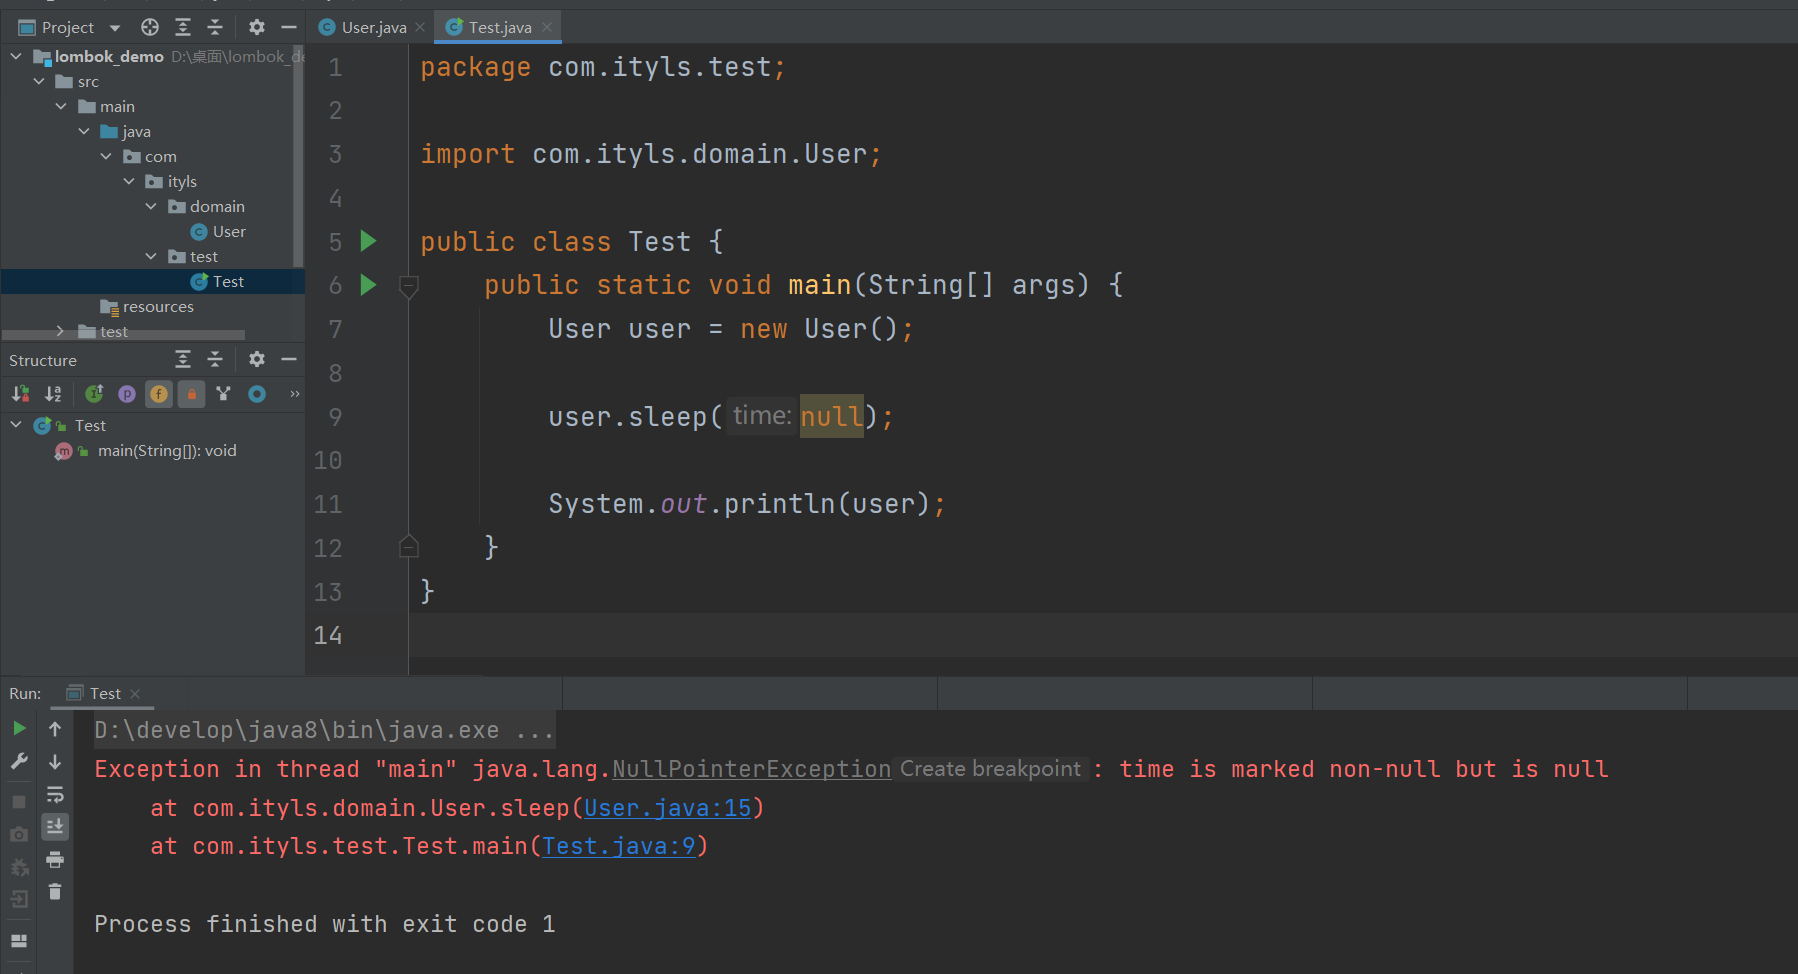 Project
User.java
Test.java
lombok_demo D:\桌面\lombok_de
src
main
java
com
ityls
domain
User
test
Test
resources
test
Structure
Test
main(String[]): void
1 package com.ityls.test;
2
3 import com.ityls.domain.User;
4
5 public class Test {
6 public static void main(String[] args) {
7 User user = new User();
8
9 user.sleep( time: null);
10
11 System.out.println(user);
12 }
13 }
14
Run: Test
D:\develop\java8\bin\java.exe ...
Exception in thread "main" java.lang.NullPointerException Create breakpoint : time is marked non-null but is null
at com.ityls.domain.User.sleep(User.java:15)
at com.ityls.test.Test.main(Test.java:9)
Process finished with exit code 1